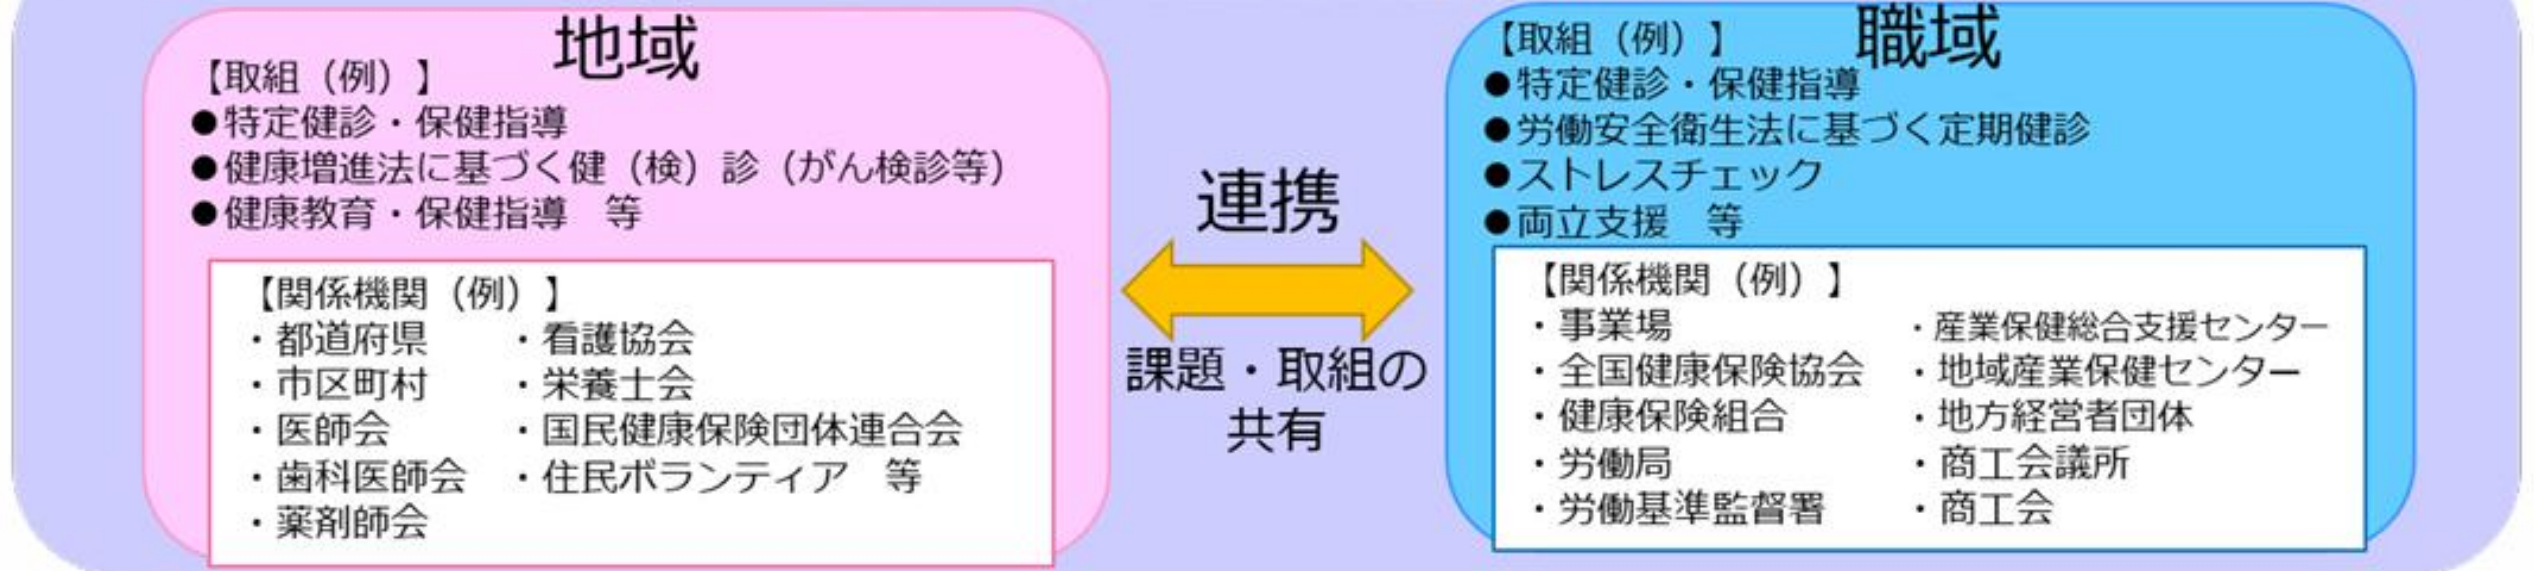 地域
【取組（例）】
●特定健診・保健指導
●健康増進法に基づく健（検）診（がん検診等）
●健康教育・保健指導　等
【関係機関（例）】
・都道府県
・市区町村
・医師会
・歯科医師会
・薬剤師会
・看護協会
・栄養士会
・国民健康保険団体連合会
・住民ボランティア　等
連携
課題・取組の
共有
職域
【取組（例）】
●特定健診・保健指導
●労働安全衛生法に基づく定期健診
●ストレスチェック
●両立支援　等
【関係機関（例）】
・事業場
・全国健康保険協会
・健康保険組合
・労働局
・労働基準監督署
・産業保健総合支援センター
・地域産業保健センター
・地方経営者団体
・商工会議所
・商工会